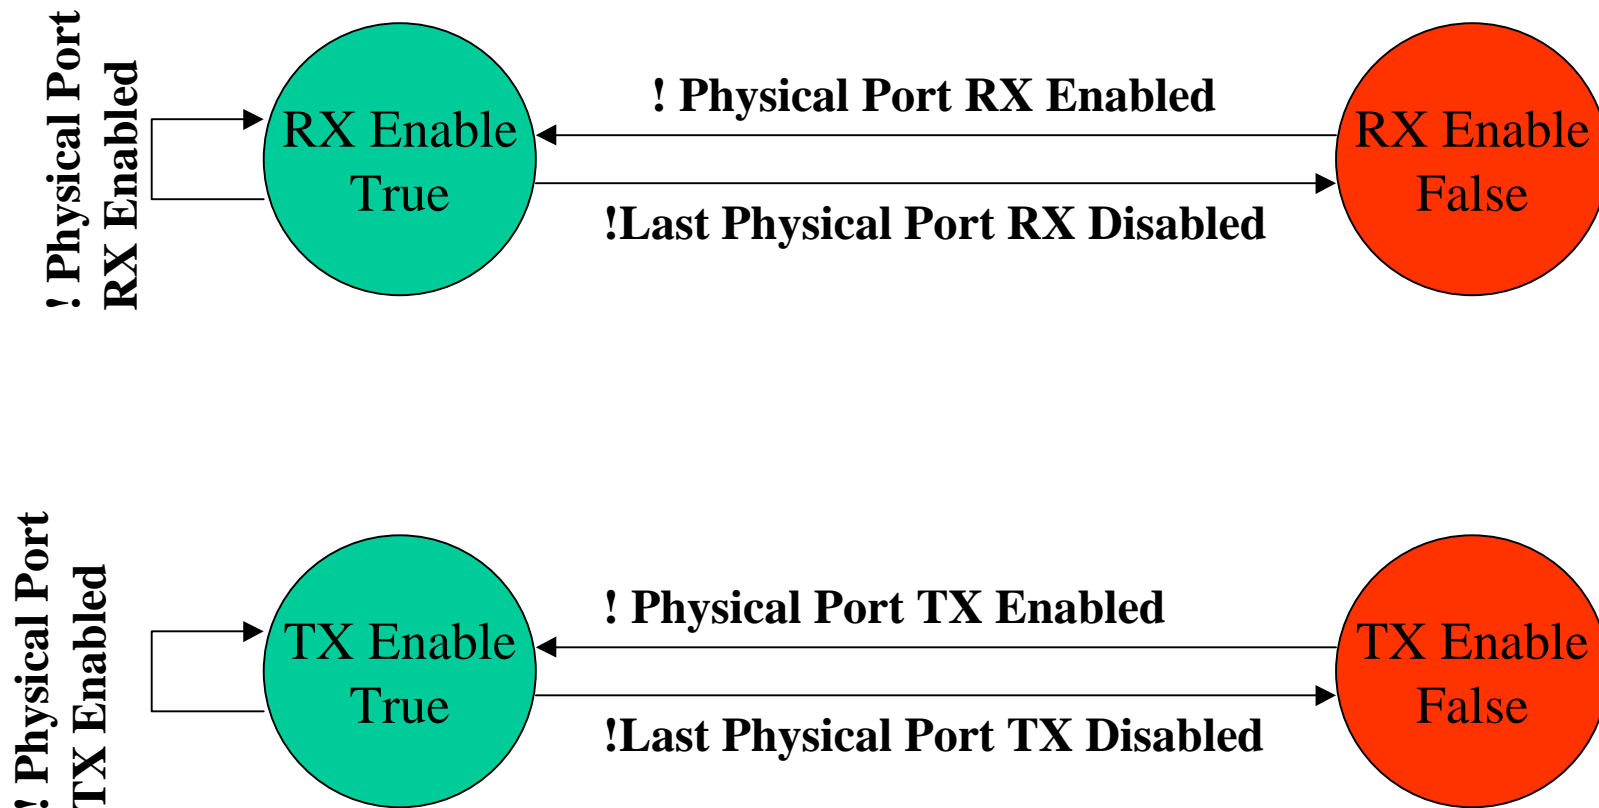 ! Physical Port
RX Enabled
RX Enable
True
! Physical Port RX Enabled
!Last Physical Port RX Disabled
RX Enable
False
! Physical Port
TX Enabled
TX Enable
True
! Physical Port TX Enabled
!Last Physical Port TX Disabled
TX Enable
False